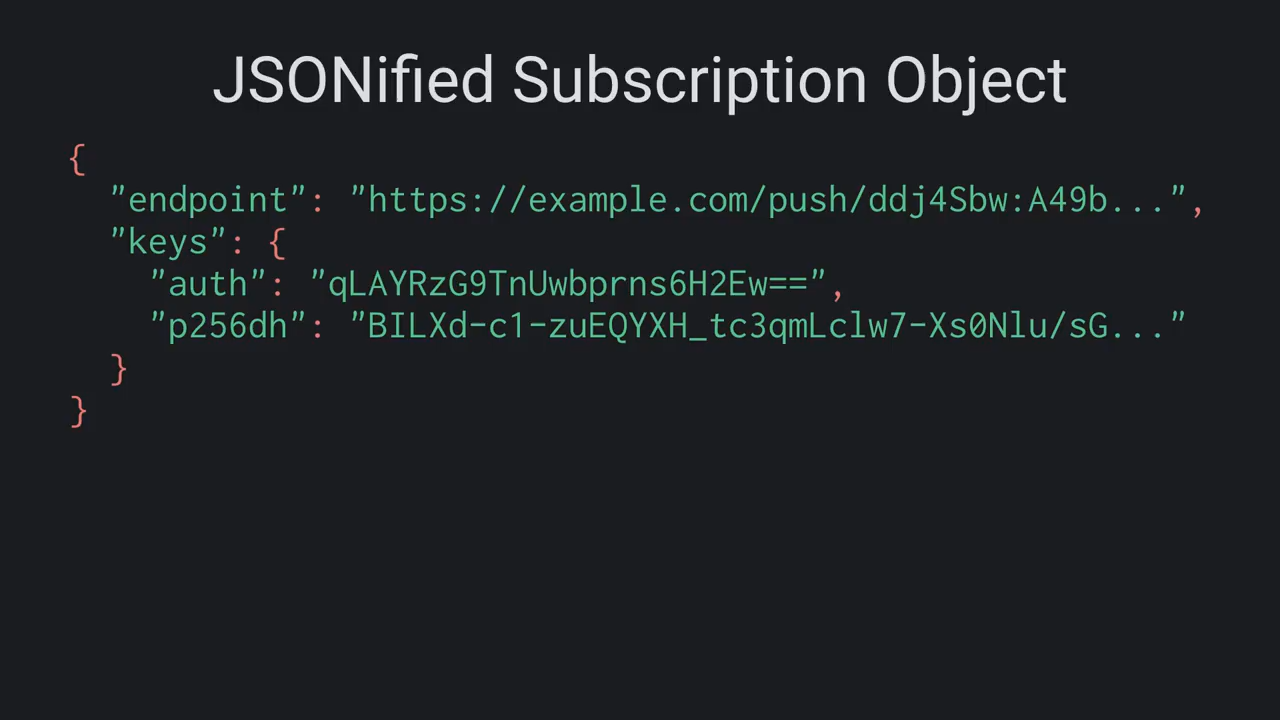 JSONified Subscription Object
{
"endpoint": "https://example.com/push/ddj4Sbw:A49b...",
"keys": {
"auth": "qLAYRzG9TnUwbprns6H2Ew==",
"p256dh": "BILXd-c1-zuEQYXH_tc3qmLclw7-Xs0Nlu/sG..."
}
}